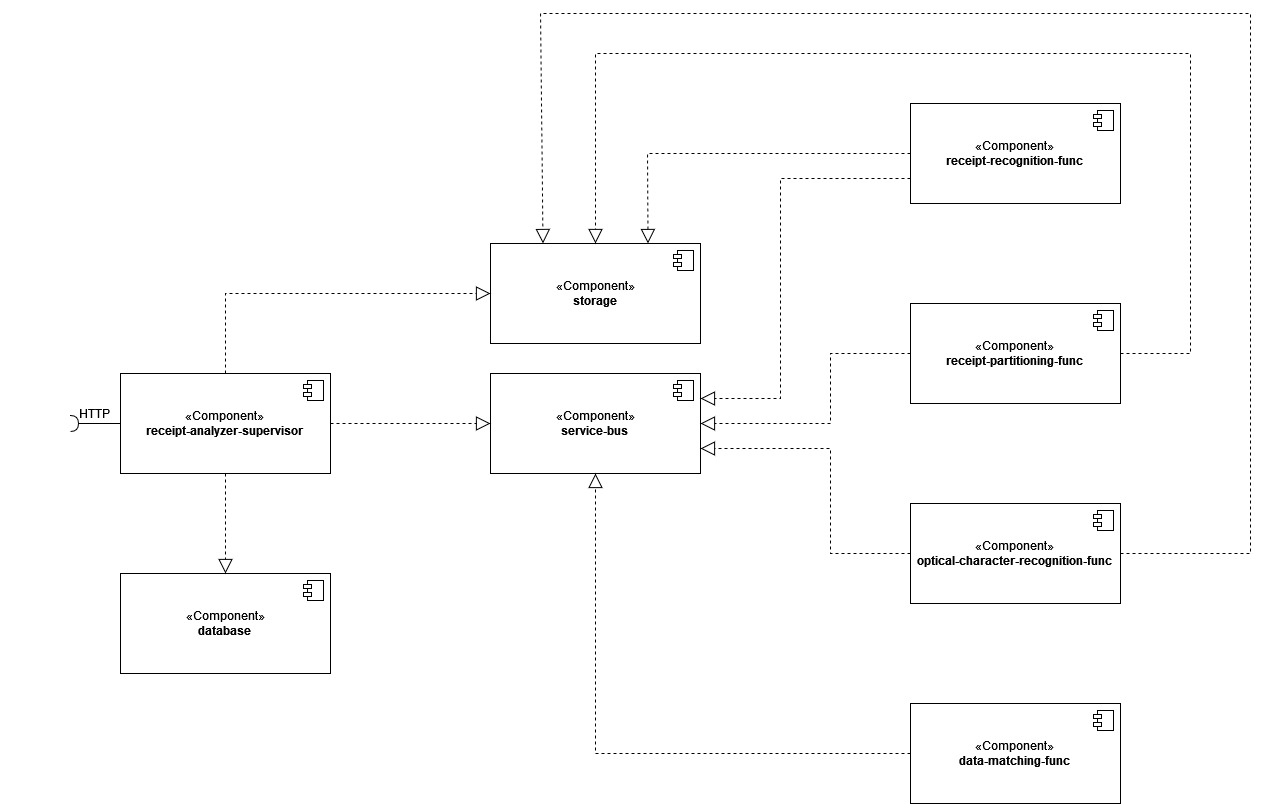 «Component»
receipt-recognition-func
«Component»
storage
«Component»
receipt-partitioning-func
HTTP
«Component»
receipt-analyzer-supervisor
«Component»
service-bus
«Component»
optical-character-recognition-func
«Component»
database
«Component»
data-matching-func